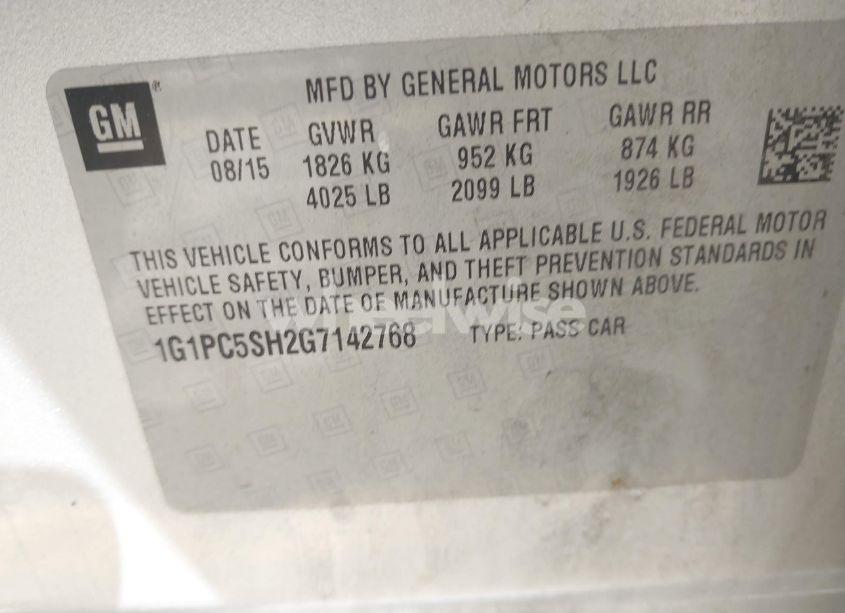 MFD BY GENERAL MOTORS LLC
GM
DATE GVWR GAWR FRT GAWR RR
08/15 1826 KG 952 KG 874 KG
4025 LB 2099 LB 1926 LB
THIS VEHICLE CONFORMS TO ALL APPLICABLE U.S. FEDERAL MOTOR
VEHICLE SAFETY, BUMPER, AND THEFT PREVENTION STANDARDS IN
EFFECT ON THE DATE OF MANUFACTURE SHOWN ABOVE.
1G1PC5SH2G7142768 TYPE: PASS CAR
wheelwise